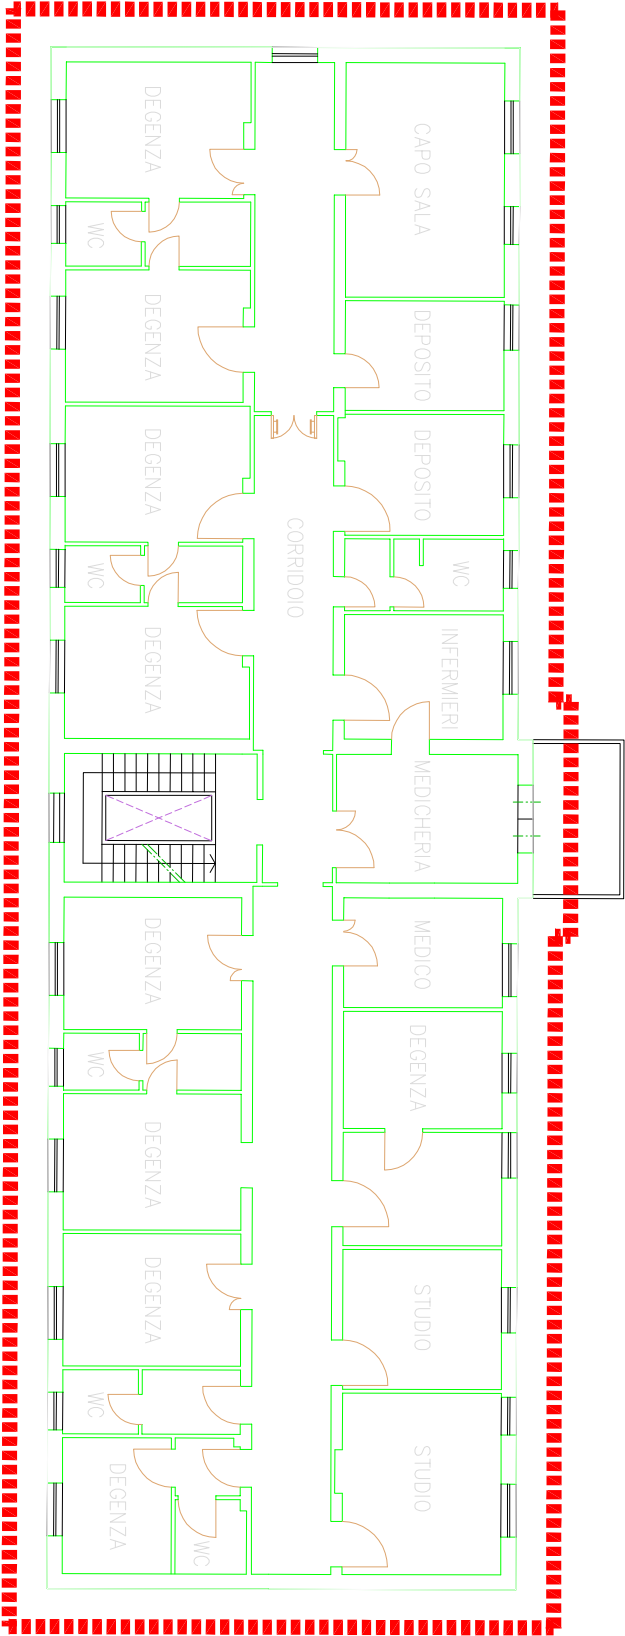 DEGENZA
CAPO SALA
WC
DEGENZA
DEPOSITO
DEGENZA
DEPOSITO
CORRIDOIO
WC
WC
DEGENZA
INFERMIERI
MEDICHERIA
DEGENZA
MEDICO
WC
DEGENZA
DEGENZA
DEGENZA
STUDIO
WC
DEGENZA
STUDIO
WC